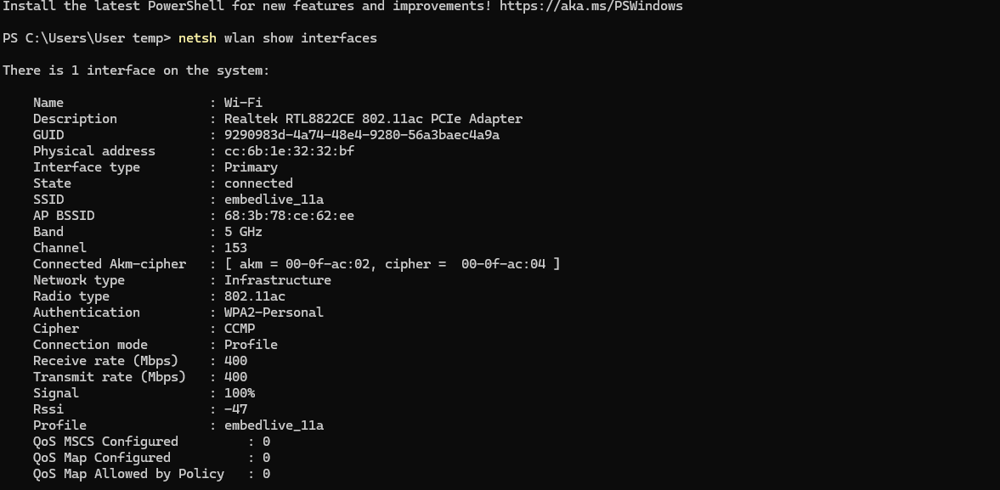 Install the latest PowerShell for new features and improvements! https://aka.ms/PSWindows
PS C:\Users\User temp> netsh wlan show interfaces
There is 1 interface on the system:
Name : Wi-Fi
Description : Realtek RTL8822CE 802.11ac PCIe Adapter
GUID : 9290983d-4a74-48e4-9280-56a3baec4a9a
Physical address : cc:6b:1e:32:32:bf
Interface type : Primary
State : connected
SSID : embedlive_11a
AP BSSID : 68:3b:78:ce:62:ee
Band : 5 GHz
Channel : 153
Connected Akm-cipher : [ akm = 00-0f-ac:02, cipher =  00-0f-ac:04 ]
Network type : Infrastructure
Radio type : 802.11ac
Authentication : WPA2-Personal
Cipher : CCMP
Connection mode : Profile
Receive rate (Mbps) : 400
Transmit rate (Mbps) : 400
Signal : 100%
Rssi : -47
Profile : embedlive_11a
QoS MSCS Configured : 0
QoS Map Configured : 0
QoS Map Allowed by Policy : 0